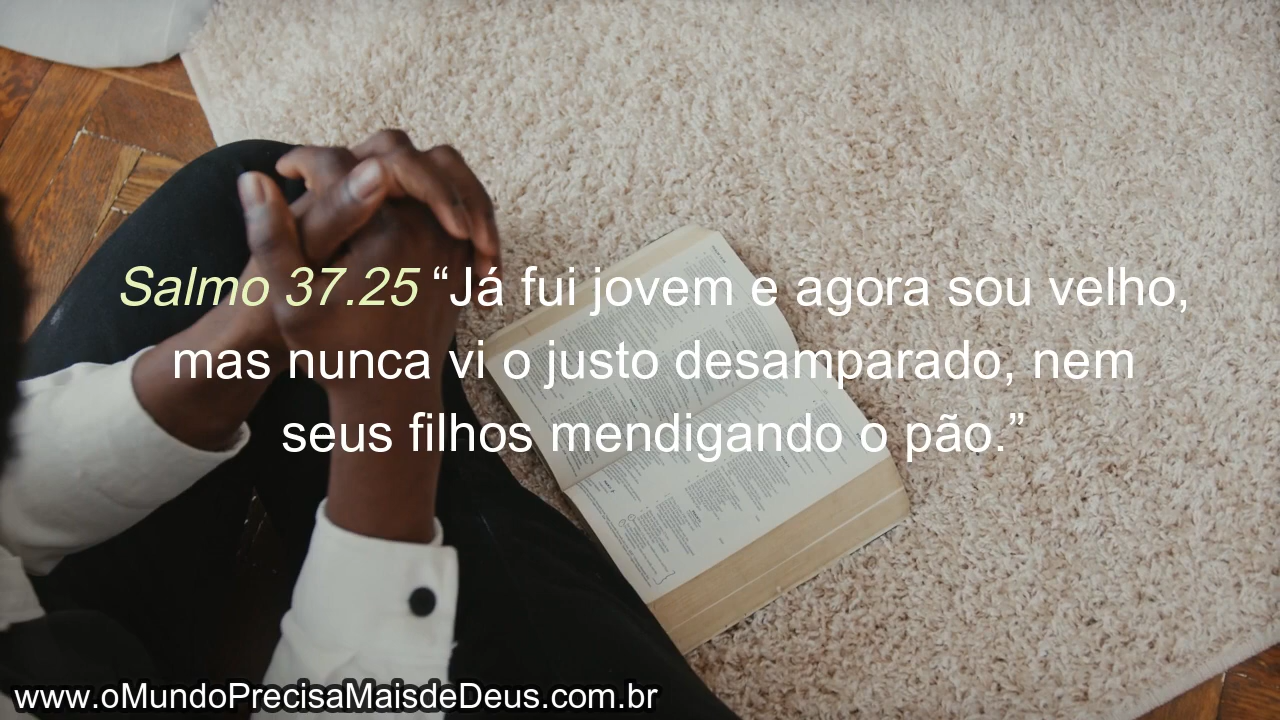 Salmo 37.25 “Já fui jovem e agora sou velho,
mas nunca vi o justo desamparado, nem
seus filhos mendigando o pão.”
www.oMundoPrecisaMaisdeDeus.com.br